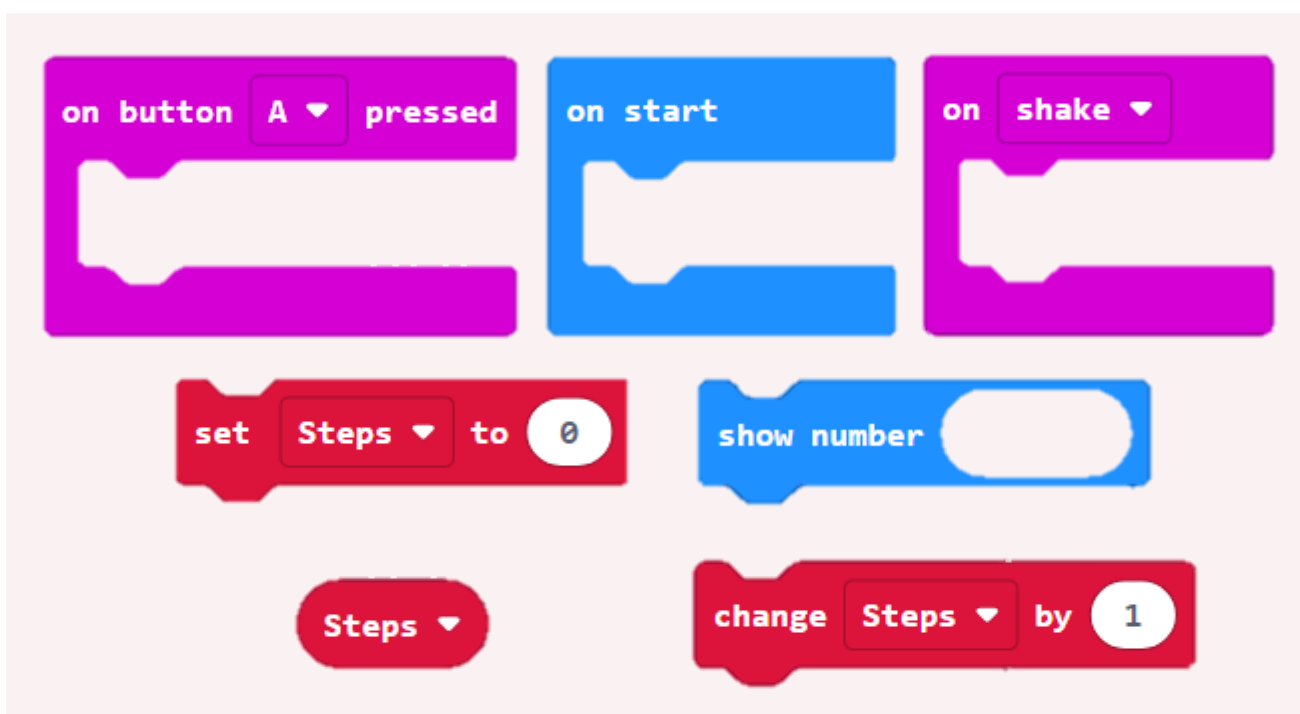 on button A pressed
on start
on shake
set Steps to 0
show number
Steps
change Steps by 1